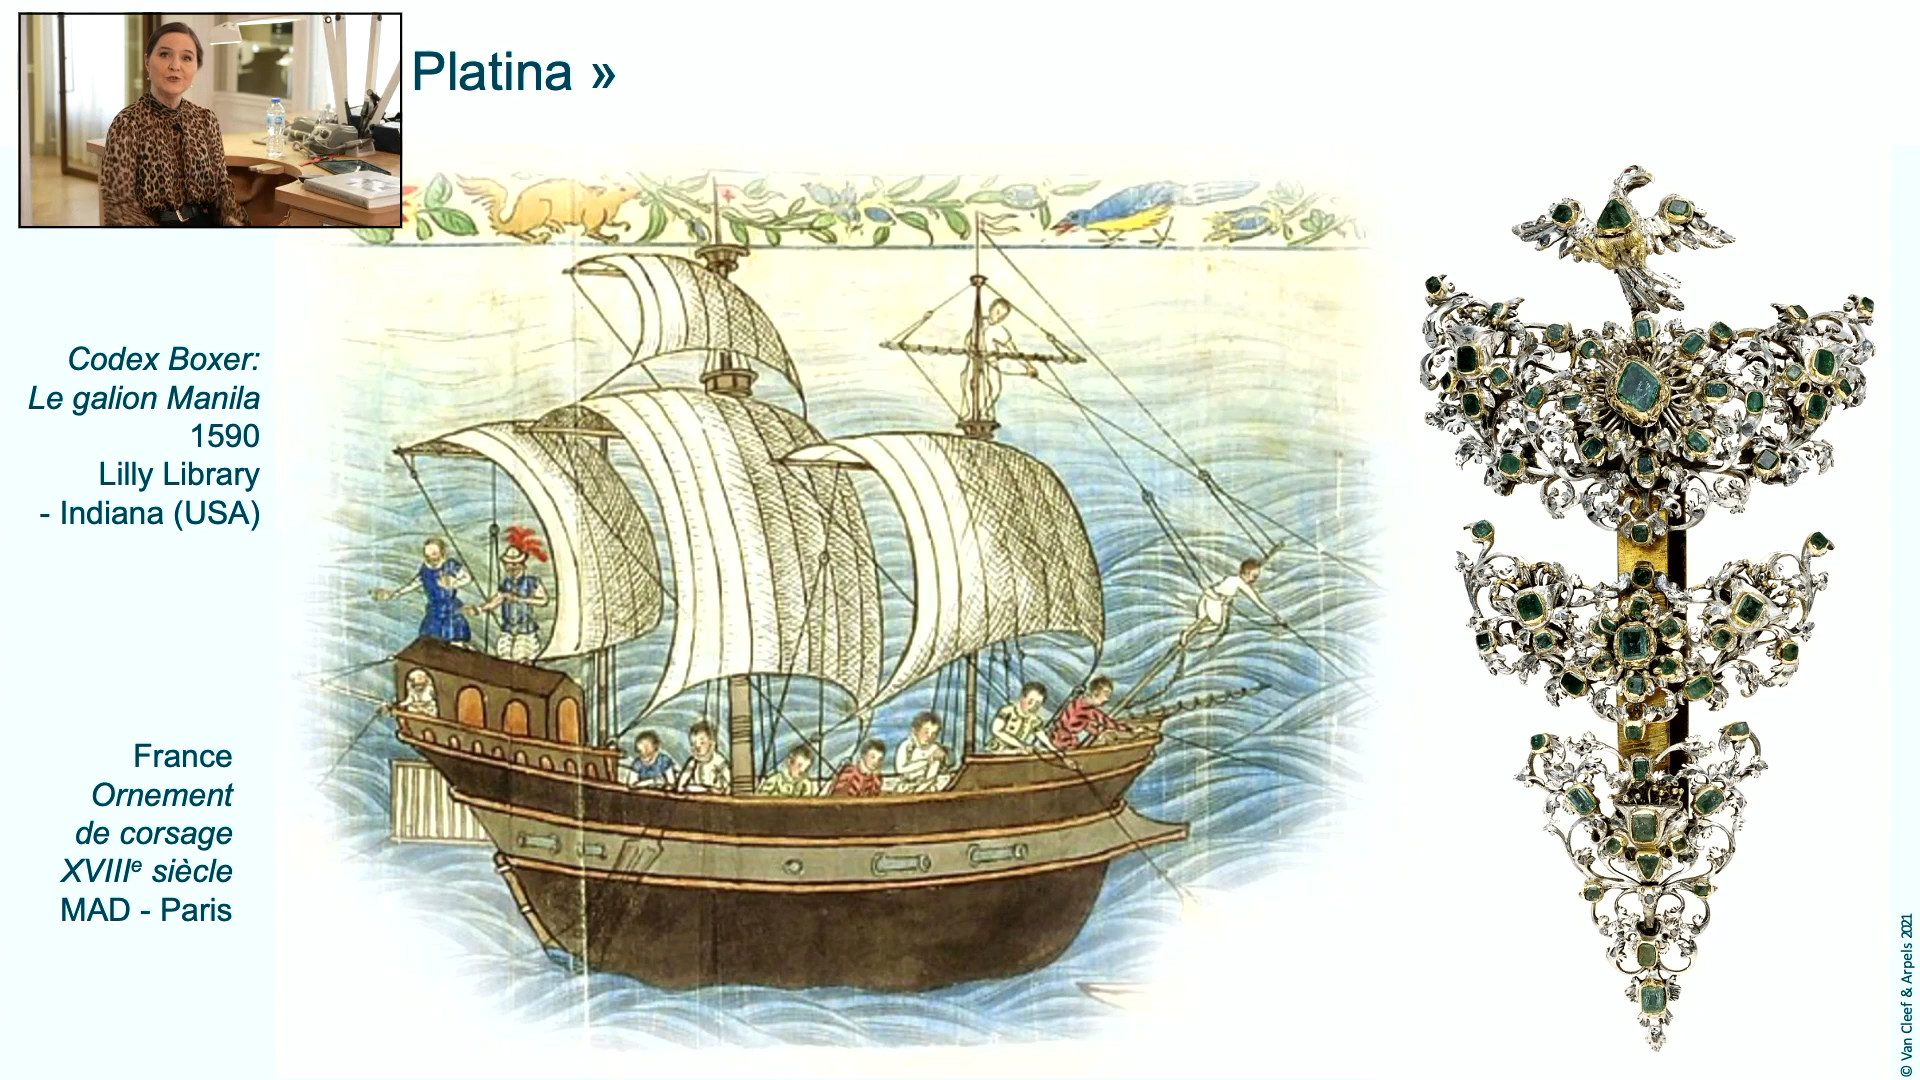 Platina »
Codex Boxer:
Le galion Manila
1590
Lilly Library
- Indiana (USA)
France
Ornement
de corsage
XVIIIe siècle
MAD - Paris
© Van Cleef & Arpels 2021